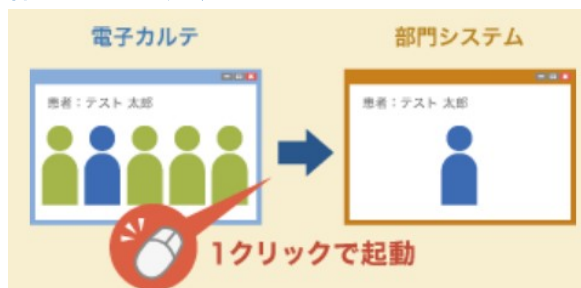 電子カルテ
部門システム
患者：テスト 太郎
患者：テスト 太郎
1クリックで起動